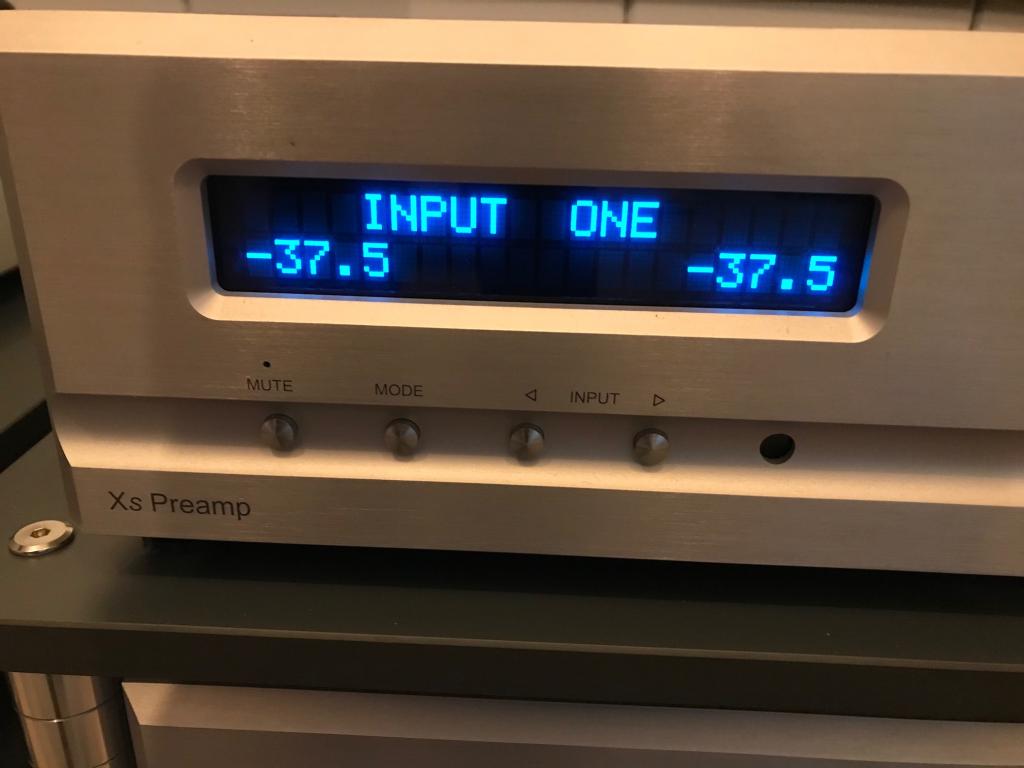 INPUT ONE
-37.5 -37.5
MUTE MODE ◁ INPUT ▷
Xs Preamp